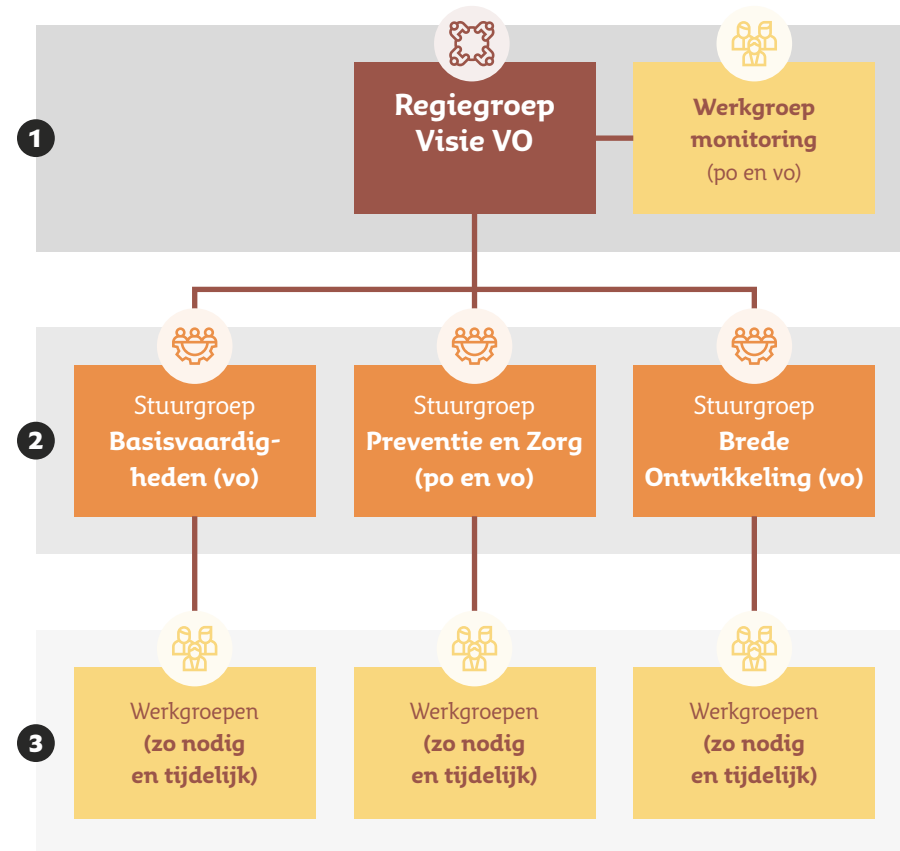 1
Regiegroep
Visie VO
Werkgroep
monitoring
(po en vo)
2
Stuurgroep
Basisvaardig-
heden (vo)
Stuurgroep
Preventie en Zorg
(po en vo)
Stuurgroep
Brede
Ontwikkeling (vo)
3
Werkgroepen
(zo nodig
en tijdelijk)
Werkgroepen
(zo nodig
en tijdelijk)
Werkgroepen
(zo nodig
en tijdelijk)